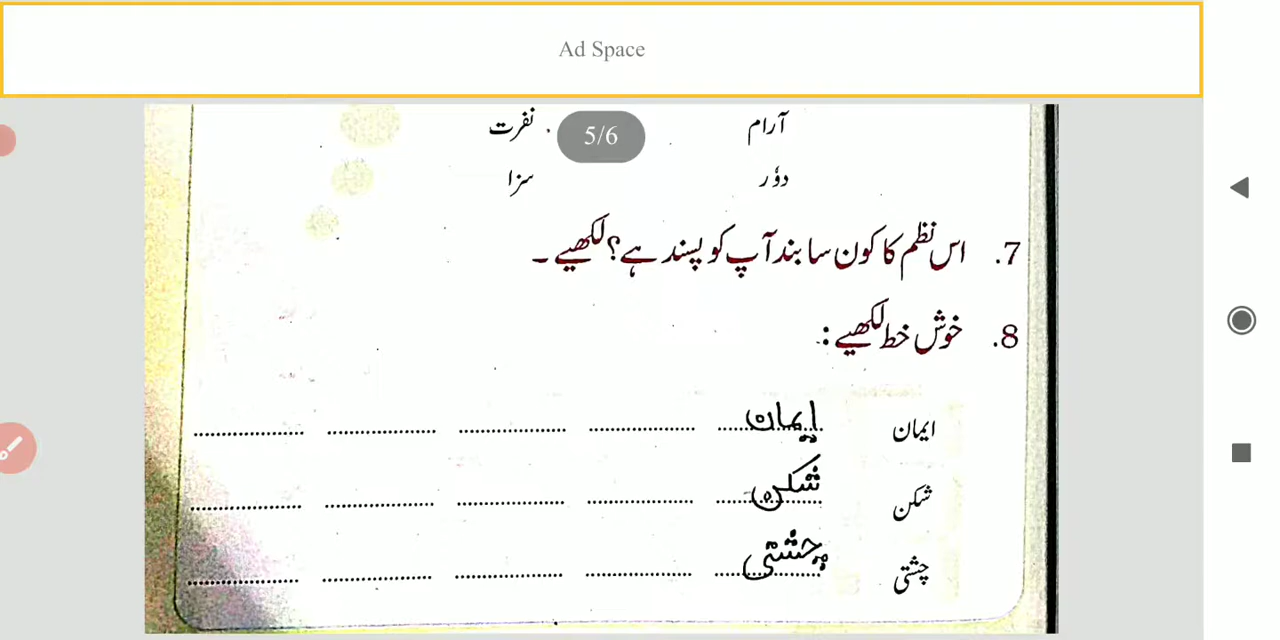 Ad Space
آرام نفرت
5/6
دوٗر سزا
7. اس نظم کا کون سا بند آپ کو پسند ہے؟ لکھیے۔
8. خوش خط لکھیے:
ایمان ایمان
شکن شکن
چشتی چشتی